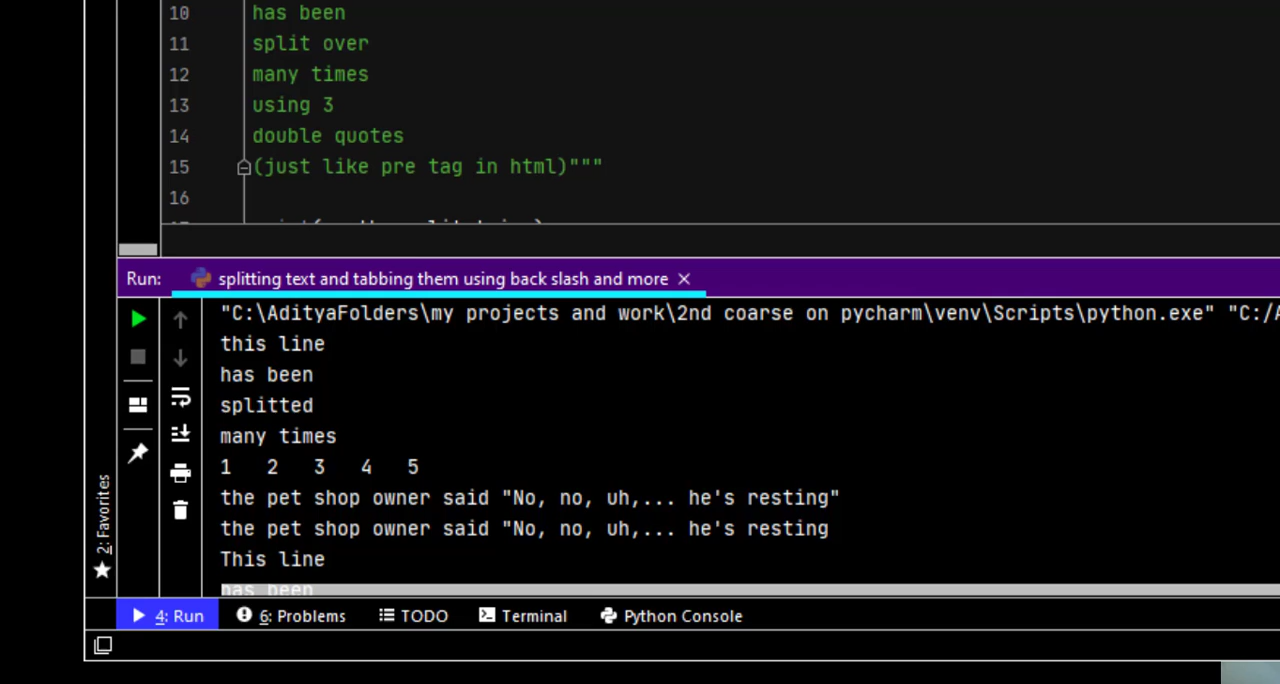 10 has been
11 split over
12 many times
13 using 3
14 double quotes
15 (just like pre tag in html)"""
16
Run: splitting text and tabbing them using back slash and more
"C:\AdityaFolders\my projects and work\2nd coarse on pycharm\venv\Scripts\python.exe" "C:/A
this line
has been
splitted
many times
1 2 3 4 5
the pet shop owner said "No, no, uh,... he's resting"
the pet shop owner said "No, no, uh,... he's resting
This line
has been
2: Favorites
4: Run 6: Problems TODO Terminal Python Console